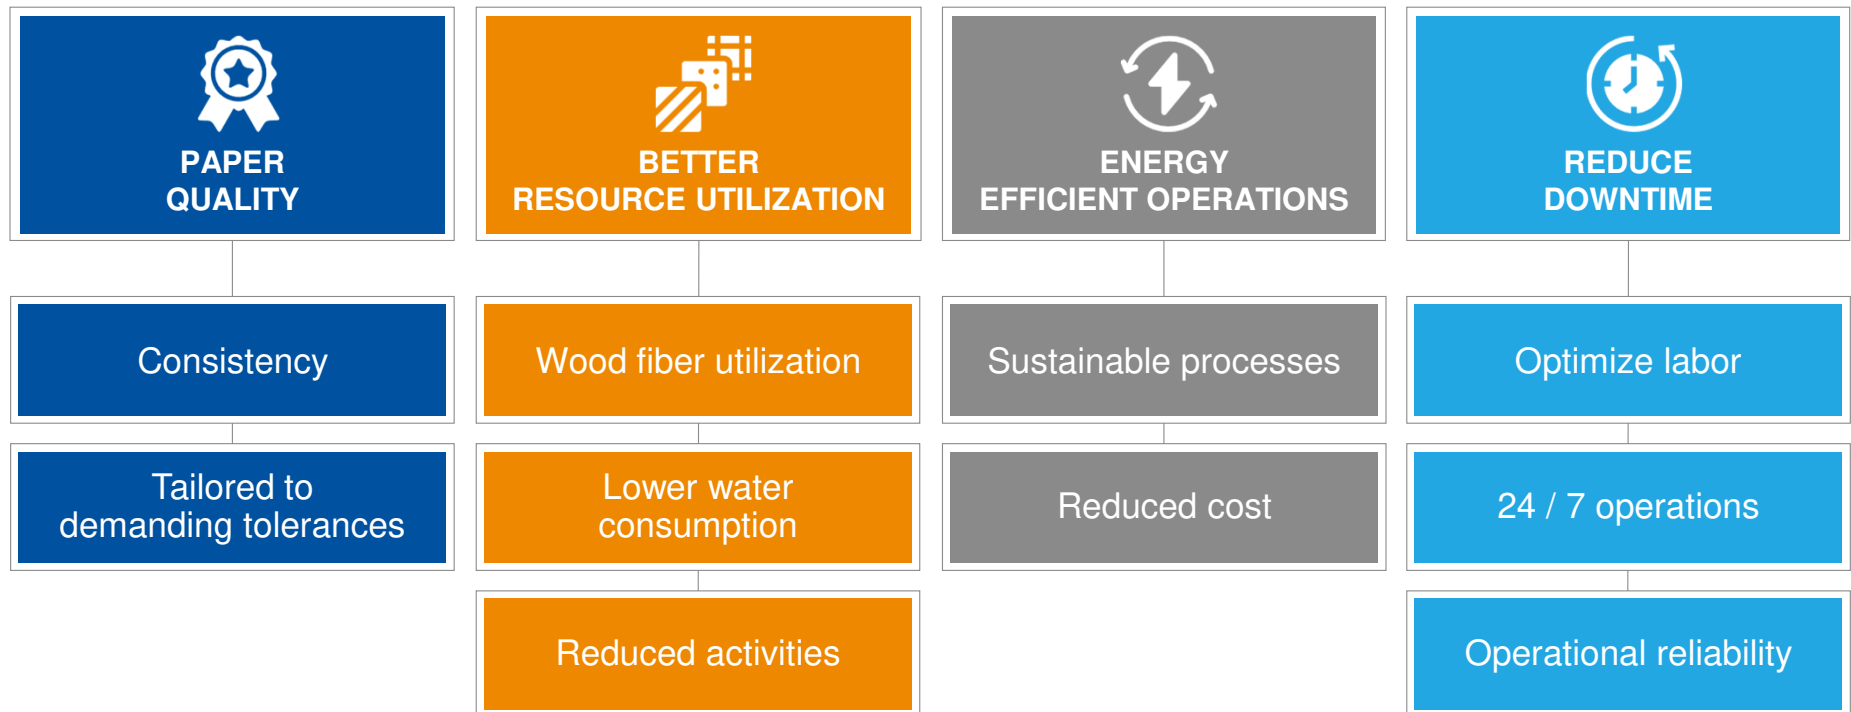 PAPER
QUALITY
Consistency
Tailored to
demanding tolerances
BETTER
RESOURCE UTILIZATION
Wood fiber utilization
Lower water
consumption
Reduced activities
ENERGY
EFFICIENT OPERATIONS
Sustainable processes
Reduced cost
REDUCE
DOWNTIME
Optimize labor
24 / 7 operations
Operational reliability